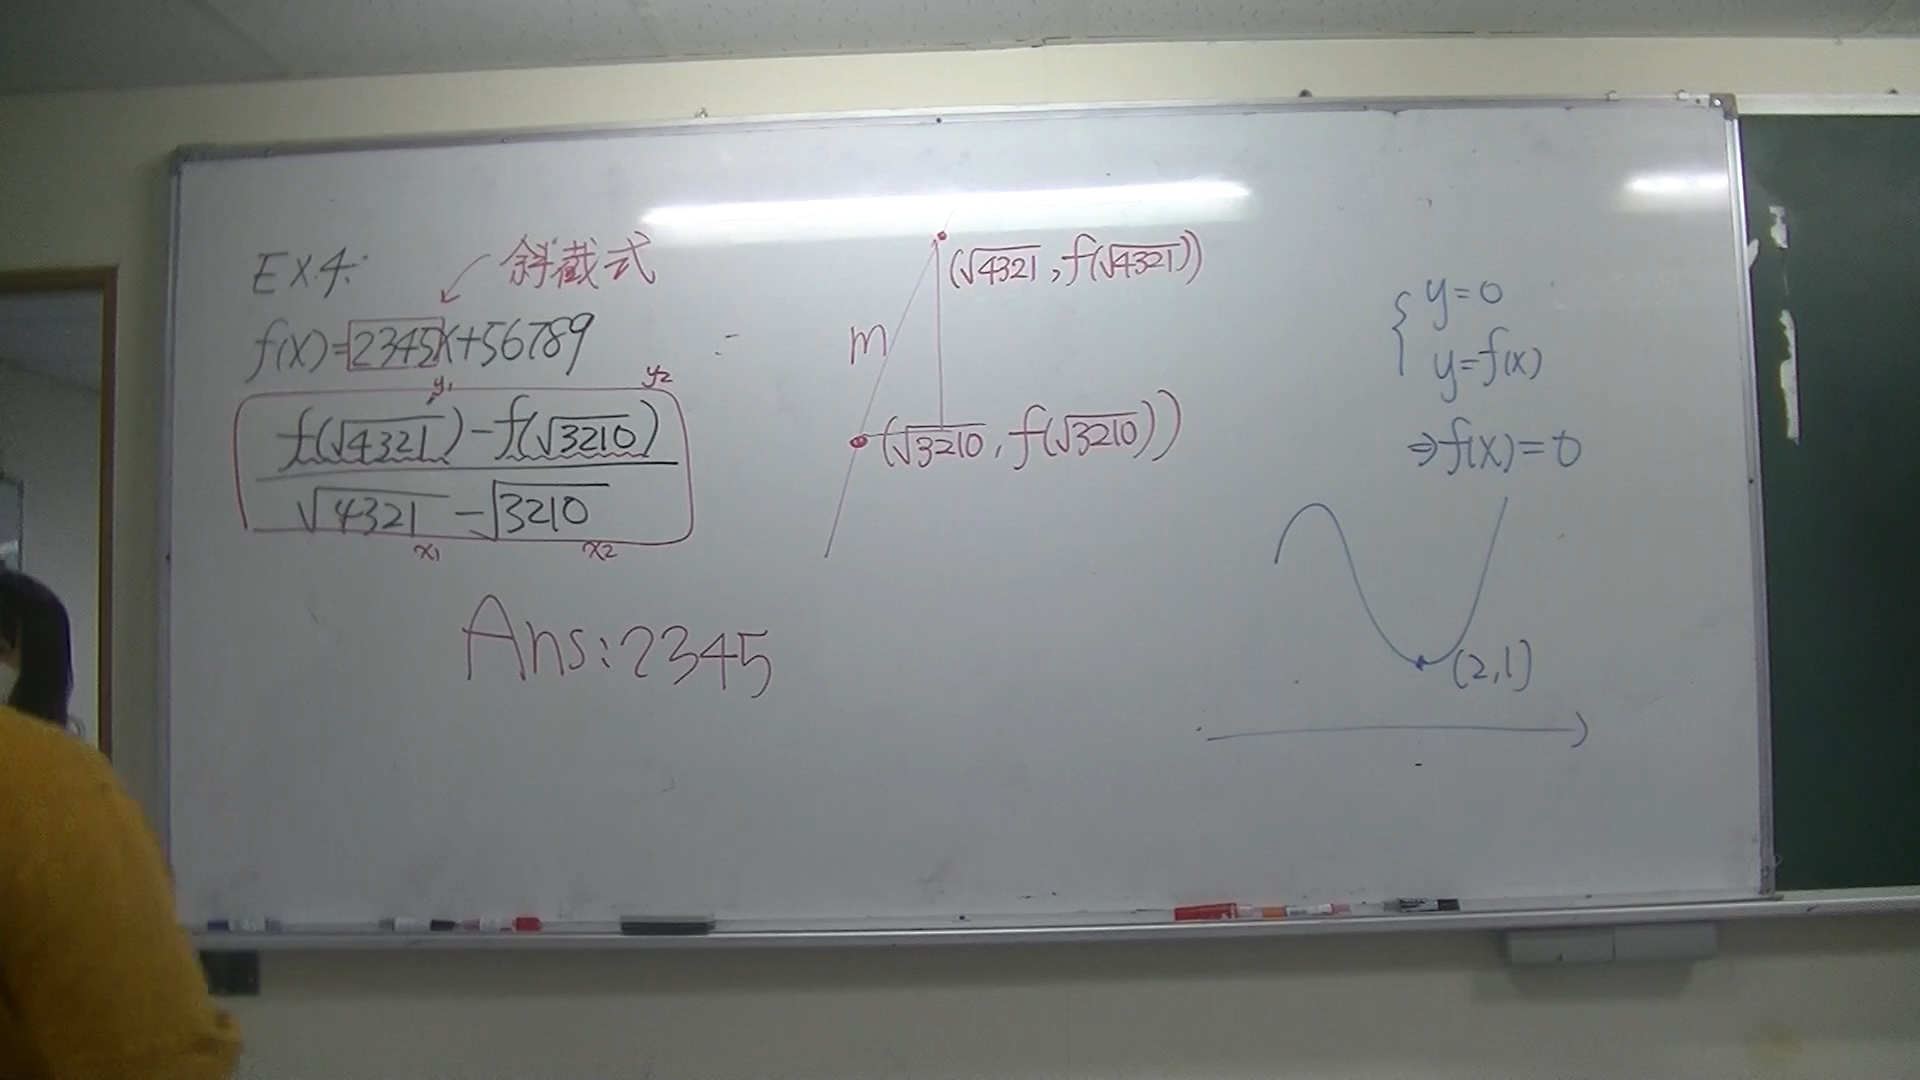 EX4:
斜截式
f(x)=2345x+56789
y₁ y₂
f(√4321)-f(√3210)
√4321-√3210
x₁ x₂
Ans:2345
(√4321,f(√4321))
m
(√3210,f(√3210))
y=0
y=f(x)
⇒f(x)=0
(2,1)